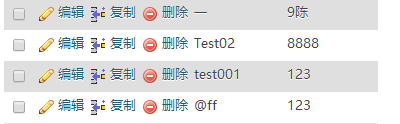 编辑 复制 删除 一 9陈
编辑 复制 删除 Test02 8888
编辑 复制 删除 test001 123
编辑 复制 删除 @ff 123